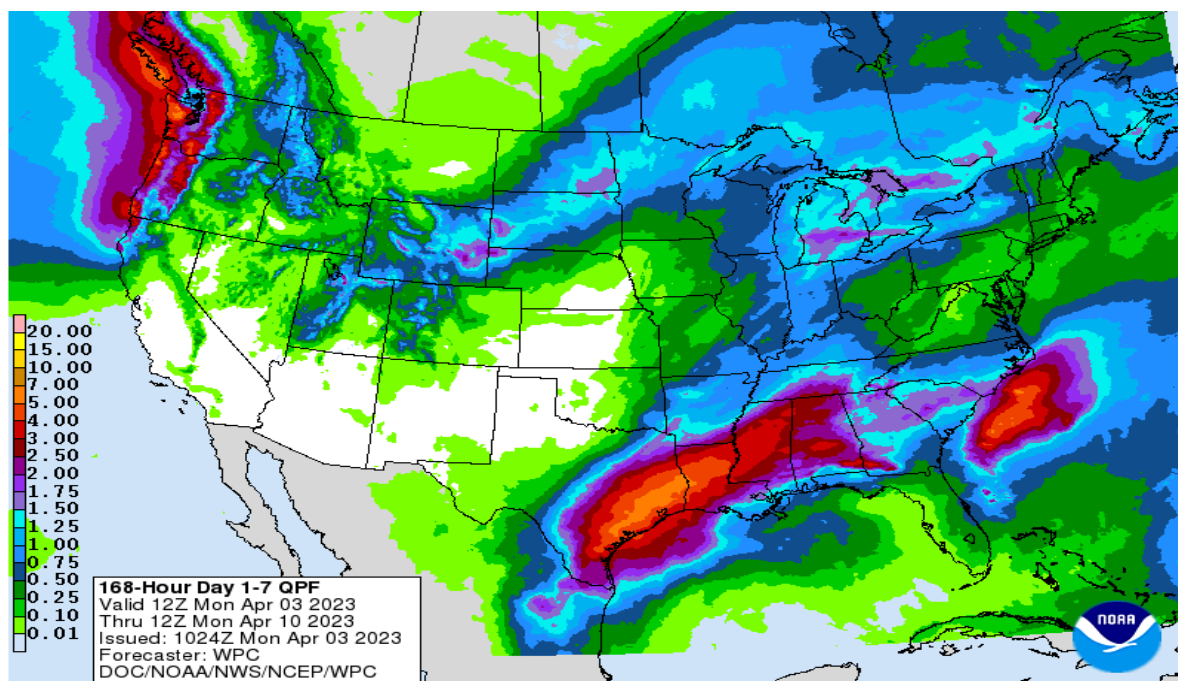 20.00
15.00
10.00
7.00
5.00
4.00
3.00
2.50
2.00
1.75
1.50
1.25
1.00
0.75
0.50
0.25
0.10
0.01
168-Hour Day 1-7 QPF
Valid 12Z Mon Apr 03 2023
Thru 12Z Mon Apr 10 2023
Issued: 1024Z Mon Apr 03 2023
Forecaster: WPC
DOC/NOAA/NWS/NCEP/WPC
NOAA